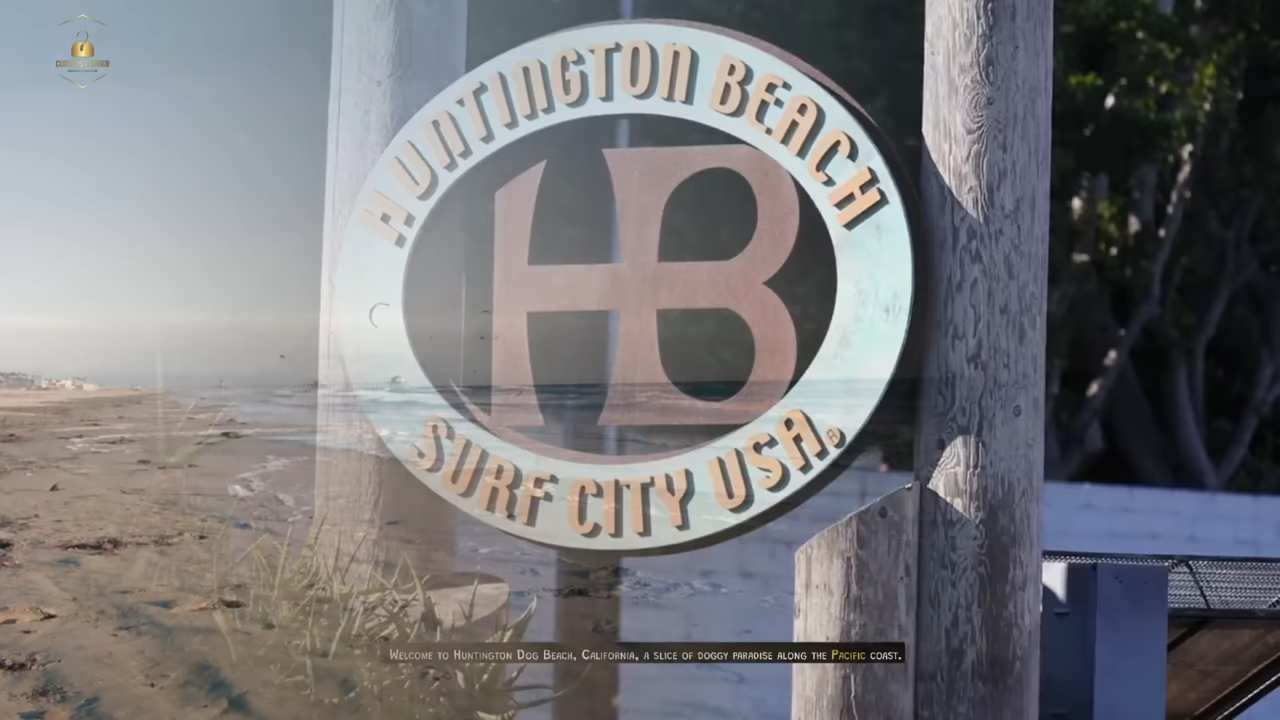 HUNTINGTON BEACH
HB
SURF CITY USA®
Welcome to Huntington Dog Beach, California, a slice of doggy paradise along the Pacific coast.